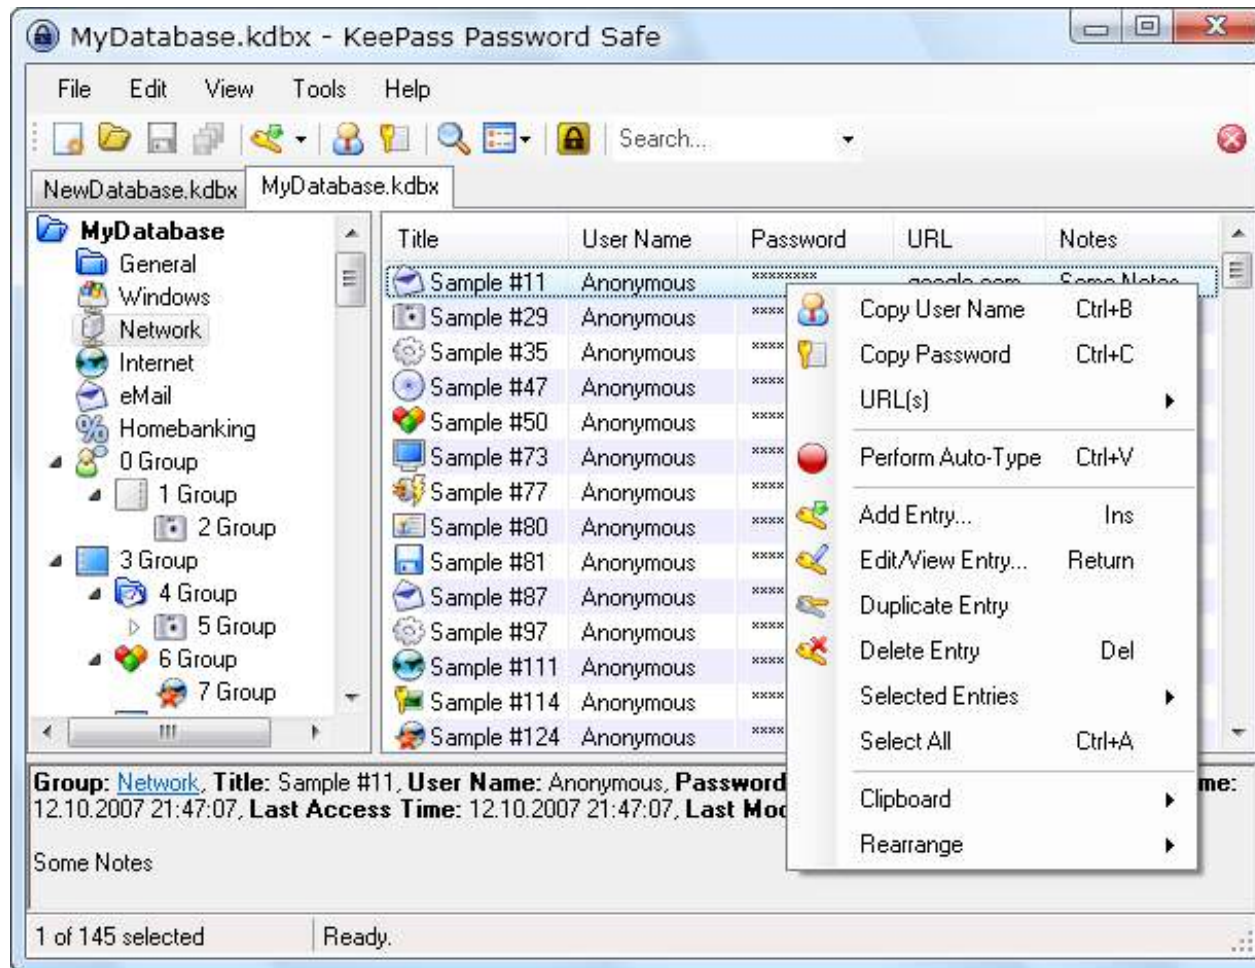 MyDatabase.kdbx - KeePass Password Safe
File Edit View Tools Help
Search...
NewDatabase.kdbx MyDatabase.kdbx
MyDatabase
General
Windows
Network
Internet
eMail
Homebanking
0 Group
1 Group
2 Group
3 Group
4 Group
5 Group
6 Group
7 Group
Title User Name Password URL Notes
Sample #11 Anonymous ******** google.com Some Notes
Sample #29 Anonymous ****
Sample #35 Anonymous ****
Sample #47 Anonymous ****
Sample #50 Anonymous ****
Sample #73 Anonymous ****
Sample #77 Anonymous ****
Sample #80 Anonymous ****
Sample #81 Anonymous ****
Sample #87 Anonymous ****
Sample #97 Anonymous ****
Sample #111 Anonymous ****
Sample #114 Anonymous ****
Sample #124 Anonymous ****
Copy User Name Ctrl+B
Copy Password Ctrl+C
URL(s)
Perform Auto-Type Ctrl+V
Add Entry... Ins
Edit/View Entry... Return
Duplicate Entry
Delete Entry Del
Selected Entries
Select All Ctrl+A
Clipboard
Rearrange
Group: Network, Title: Sample #11, User Name: Anonymous, Password me:
12.10.2007 21:47:07, Last Access Time: 12.10.2007 21:47:07, Last Mod
Some Notes
1 of 145 selected Ready.